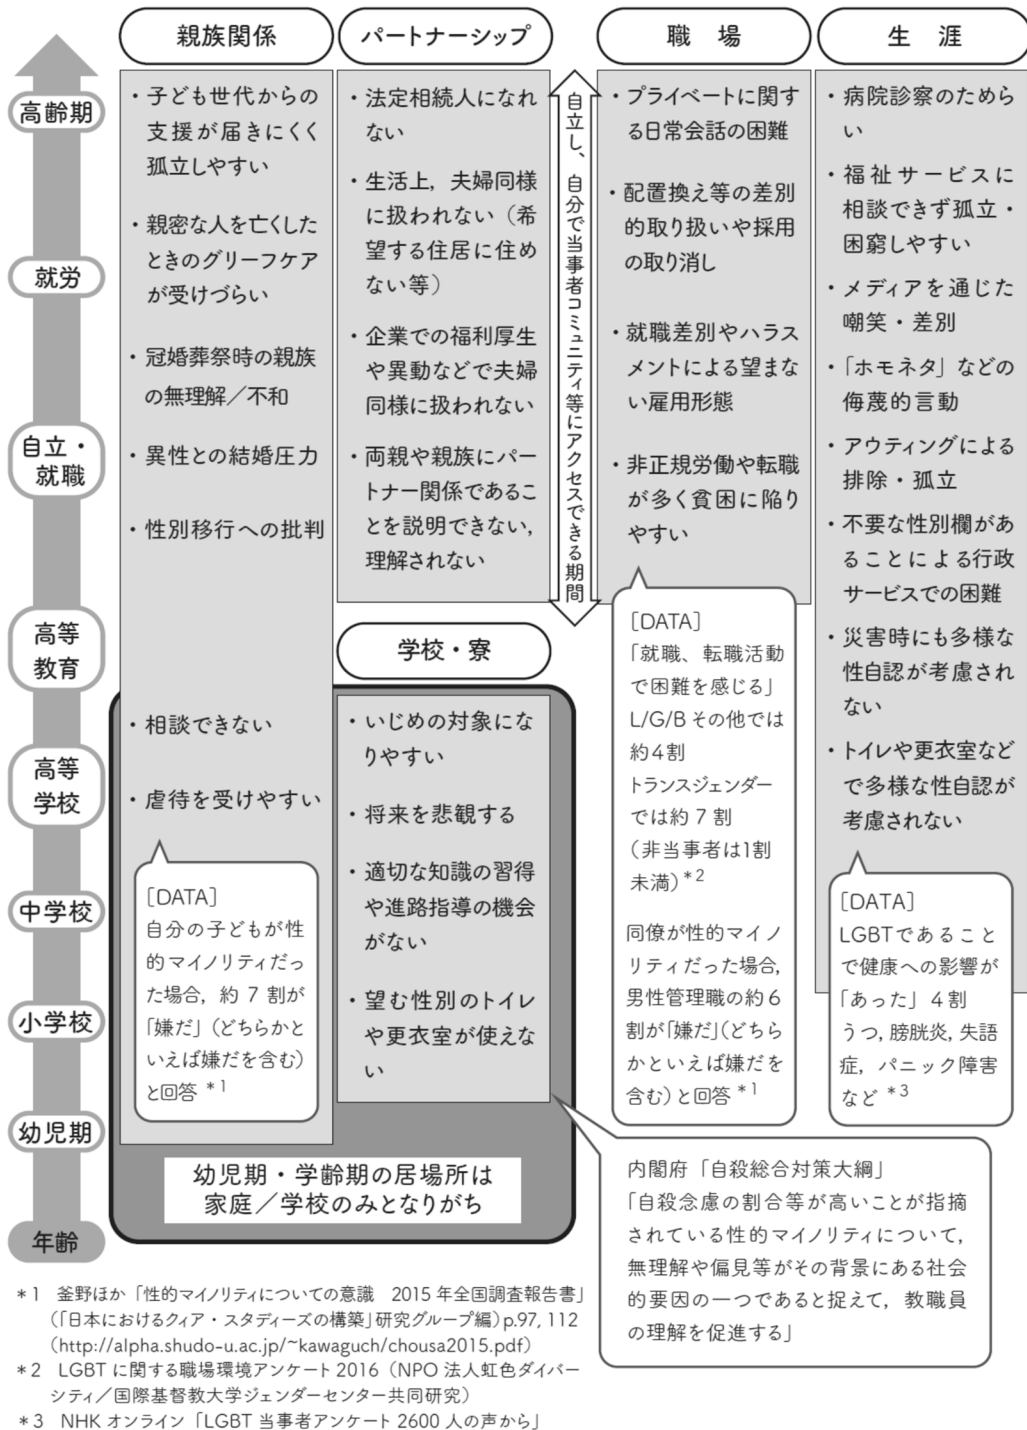 親族関係
・子ども世代からの
支援が届きにくく
孤立しやすい
・親密な人を亡くした
ときのグリーフケア
が受けづらい
・冠婚葬祭時の親族
の無理解／不和
・異性との結婚圧力
・性別移行への批判
・相談できない
・虐待を受けやすい
［DATA］
自分の子どもが性
的マイノリティだっ
た場合，約 7 割が
「嫌だ」（どちらかと
いえば嫌だを含む）
と回答 *1
パートナーシップ
・法定相続人になれ
ない
・生活上，夫婦同様
に扱われない（希
望する住居に住め
ない等）
・企業での福利厚生
や異動などで夫婦
同様に扱われない
・両親や親族にパー
トナー関係であるこ
とを説明できない，
理解されない
学校・寮
・いじめの対象にな
りやすい
・将来を悲観する
・適切な知識の習得
や進路指導の機会
がない
・望む性別のトイレ
や更衣室が使えな
い
幼児期・学齢期の居場所は
家庭／学校のみとなりがち
自立し、自分で当事者コミュニティ等にアクセスできる期間
職　場
・プライベートに関す
る日常会話の困難
・配置換え等の差別
的取り扱いや採用
の取り消し
・就職差別やハラス
メントによる望まな
い雇用形態
・非正規労働や転職
が多く貧困に陥り
やすい
［DATA］
「就職、転職活動
で困難を感じる」
L/G/B その他では
約4割
トランスジェンダー
では約 7 割
（非当事者は1割
未満）*2
同僚が性的マイノ
リティだった場合，
男性管理職の約6
割が「嫌だ」（どちら
かといえば嫌だを
含む）と回答 *1
生　涯
・病院診察のためら
い
・福祉サービスに
相談できず孤立・
困窮しやすい
・メディアを通じた
嘲笑・差別
・「ホモネタ」などの
侮蔑的言動
・アウティングによる
排除・孤立
・不要な性別欄があ
ることによる行政
サービスでの困難
・災害時にも多様な
性自認が考慮され
ない
・トイレや更衣室など
で多様な性自認が
考慮されない
［DATA］
LGBTであること
で健康への影響が
「あった」4割
うつ，膀胱炎，失語
症，パニック障害
など *3
内閣府「自殺総合対策大綱」
「自殺念慮の割合等が高いことが指摘
されている性的マイノリティについて，
無理解や偏見等がその背景にある社会
的要因の一つであると捉えて，教職員
の理解を促進する」
高齢期
就労
自立・
就職
高等
教育
高等
学校
中学校
小学校
幼児期
年齢
*1　釜野ほか「性的マイノリティについての意識　2015 年全国調査報告書」
（「日本におけるクィア・スタディーズの構築」研究グループ編）p.97, 112
（http://alpha.shudo-u.ac.jp/~kawaguch/chousa2015.pdf）
*2　LGBT に関する職場環境アンケート 2016（NPO 法人虹色ダイバー
シティ／国際基督教大学ジェンダーセンター共同研究）
*3　NHK オンライン「LGBT 当事者アンケート 2600 人の声から」